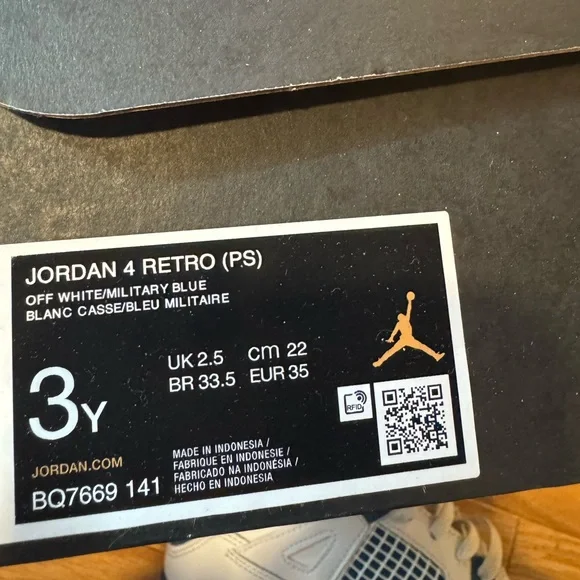 JORDAN 4 RETRO (PS)
OFF WHITE/MILITARY BLUE
BLANC CASSE/BLEU MILITAIRE
3Y
UK 2.5 cm 22
BR 33.5 EUR 35
RFID
JORDAN.COM
BQ7669 141
MADE IN INDONESIA /
FABRIQUE EN INDONESIE /
FABRICADO NA INDONÉSIA /
HECHO EN INDONESIA